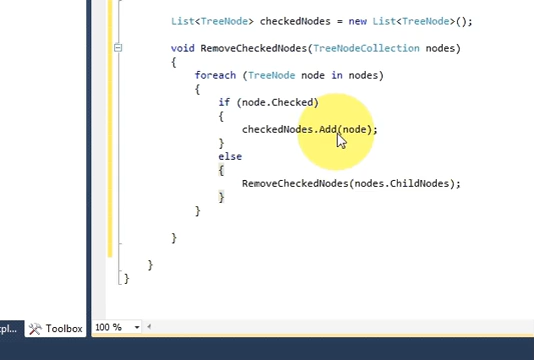 List<TreeNode> checkedNodes = new List<TreeNode>();
void RemoveCheckedNodes(TreeNodeCollection nodes)
{
foreach (TreeNode node in nodes)
{
if (node.Checked)
{
checkedNodes.Add(node);
}
else
{
RemoveCheckedNodes(nodes.ChildNodes);
}
}
}
}
}
xpl... Toolbox
100 %